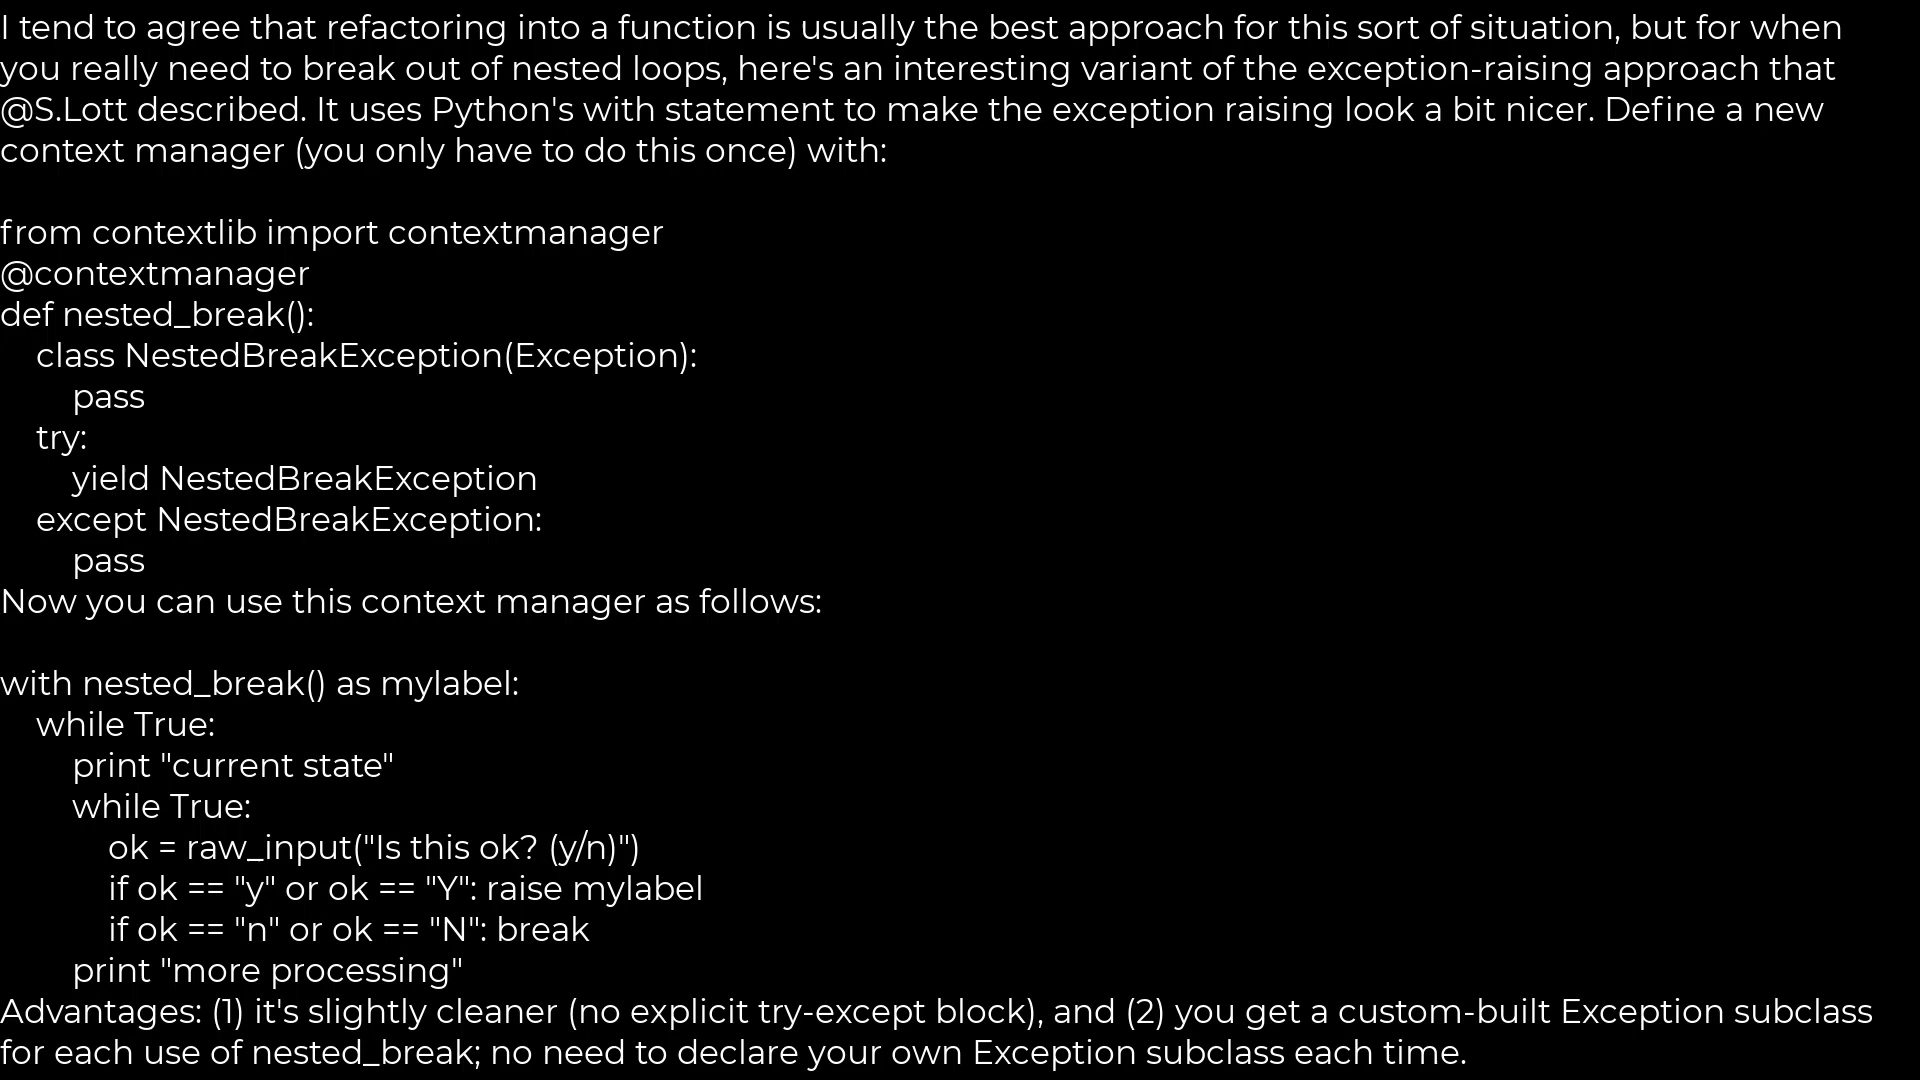 I tend to agree that refactoring into a function is usually the best approach for this sort of situation, but for when
you really need to break out of nested loops, here's an interesting variant of the exception-raising approach that
@S.Lott described. It uses Python's with statement to make the exception raising look a bit nicer. Define a new
context manager (you only have to do this once) with:

from contextlib import contextmanager
@contextmanager
def nested_break():
    class NestedBreakException(Exception):
        pass
    try:
        yield NestedBreakException
    except NestedBreakException:
        pass
Now you can use this context manager as follows:

with nested_break() as mylabel:
    while True:
        print "current state"
        while True:
            ok = raw_input("Is this ok? (y/n)")
            if ok == "y" or ok == "Y": raise mylabel
            if ok == "n" or ok == "N": break
        print "more processing"
Advantages: (1) it's slightly cleaner (no explicit try-except block), and (2) you get a custom-built Exception subclass
for each use of nested_break; no need to declare your own Exception subclass each time.